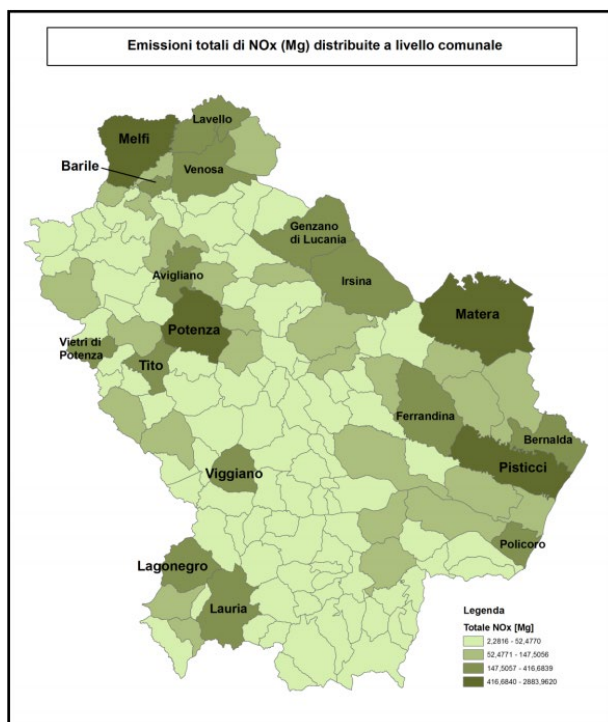 Emissioni totali di NOx (Mg) distribuite a livello comunale
Lavello
Melfi
Barile
Venosa
Genzano
di Lucania
Avigliano
Irsina
Potenza
Matera
Vietri di
Potenza
Tito
Ferrandina
Bernalda
Pisticci
Viggiano
Policoro
Lagonegro
Lauria
Legenda
Totale NOx [Mg]
2,2816 - 52,4770
52,4771 - 147,5056
147,5057 - 416,6839
416,6840 - 2883,9620